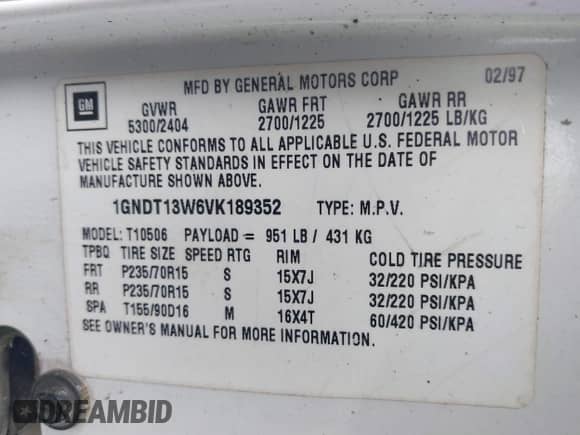 MFD BY GENERAL MOTORS CORP 02/97
GM
GVWR GAWR FRT GAWR RR
5300/2404 2700/1225 2700/1225 LB/KG
THIS VEHICLE CONFORMS TO ALL APPLICABLE U.S. FEDERAL MOTOR
VEHICLE SAFETY STANDARDS IN EFFECT ON THE DATE OF
MANUFACTURE SHOWN ABOVE.
1GNDT13W6VK189352 TYPE: M.P.V.
MODEL: T10506 PAYLOAD = 951 LB / 431 KG
TPBQ TIRE SIZE SPEED RTG RIM COLD TIRE PRESSURE
FRT P235/70R15 S 15X7J 32/220 PSI/KPA
RR P235/70R15 S 15X7J 32/220 PSI/KPA
SPA T155/90D16 M 16X4T 60/420 PSI/KPA
SEE OWNER'S MANUAL FOR MORE INFORMATION.
DREAMBID